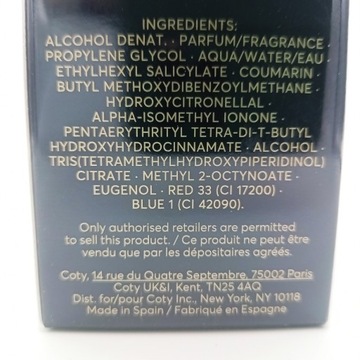 INGREDIENTS:
ALCOHOL DENAT. · PARFUM/FRAGRANCE ·
PROPYLENE GLYCOL · AQUA/WATER/EAU ·
ETHYLHEXYL SALICYLATE · COUMARIN ·
BUTYL METHOXYDIBENZOYLMETHANE ·
HYDROXYCITRONELLAL ·
ALPHA-ISOMETHYL IONONE ·
PENTAERYTHRITYL TETRA-DI-T-BUTYL
HYDROXYHYDROCINNAMATE · ALCOHOL ·
TRIS(TETRAMETHYLHYDROXYPIPERIDINOL)
CITRATE · METHYL 2-OCTYNOATE ·
EUGENOL · RED 33 (CI 17200) ·
BLUE 1 (CI 42090).
Only authorised retailers are permitted
to sell this product. / Ce produit ne peut être
vendu que par les dépositaires agréés.
Coty, 14 rue du Quatre Septembre, 75002 Paris
Coty UK&I, Kent, TN25 4AQ
Dist. for/pour Coty Inc., New York, NY 10118
Made in Spain / Fabriqué en Espagne